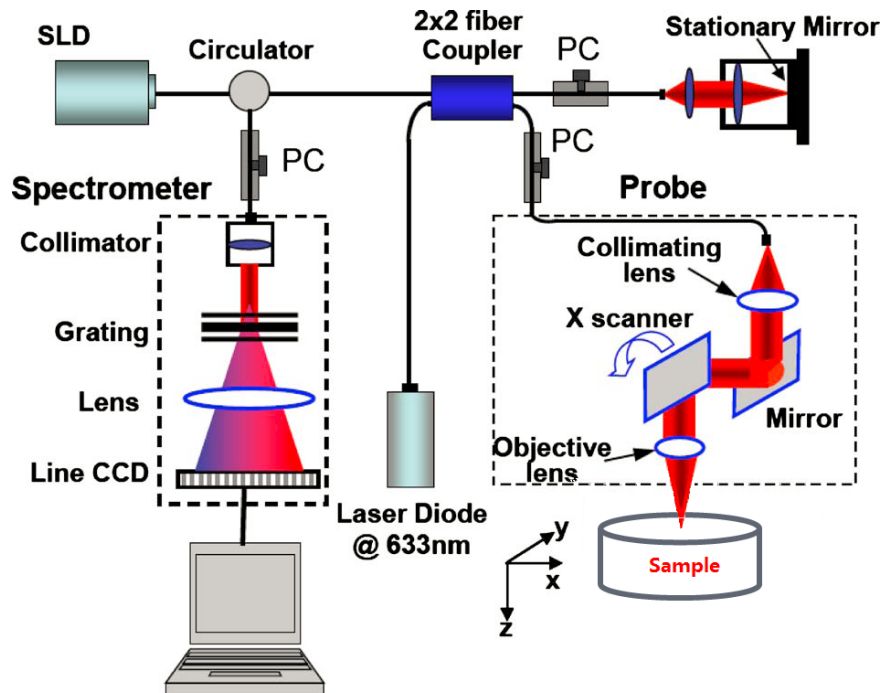 SLD
Circulator
2x2 fiber
Coupler
PC
Stationary Mirror
PC
PC
Spectrometer
Probe
Collimator
Collimating
lens
X scanner
Grating
Lens
Mirror
Objective
lens
Line CCD
Laser Diode
@ 633nm
y
x
z
Sample